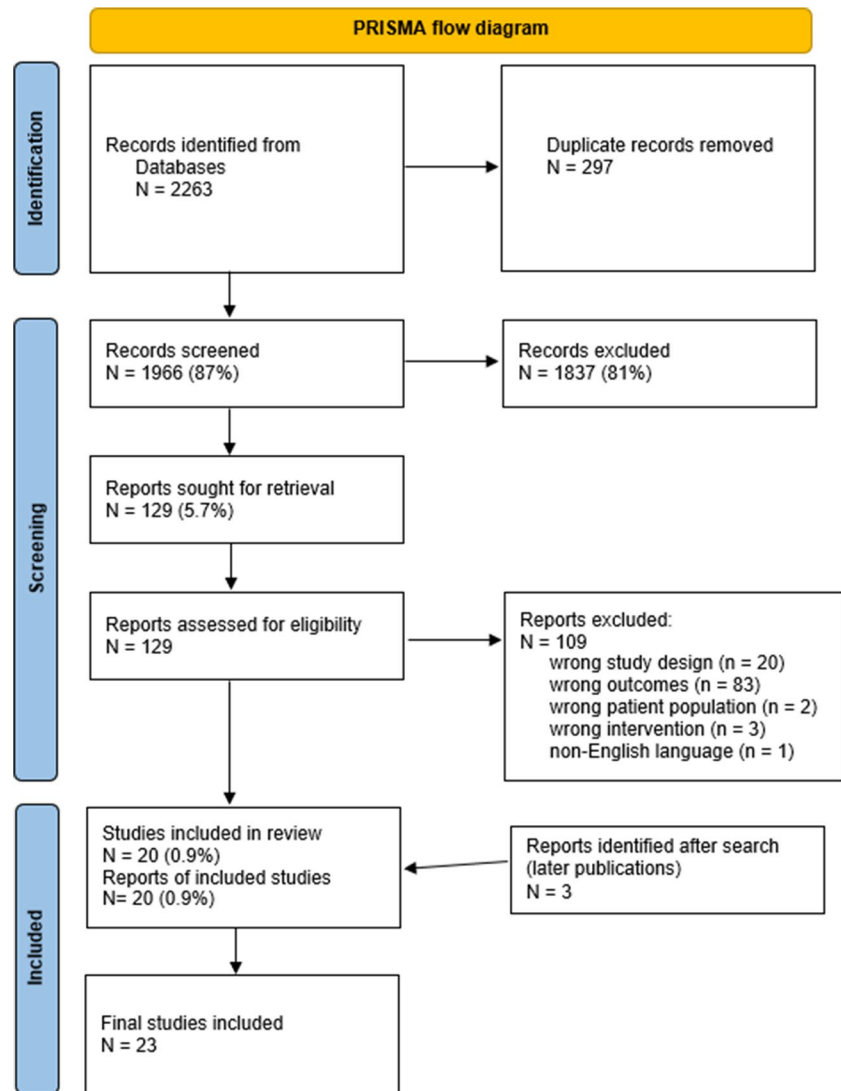 PRISMA flow diagram
Identification
Records identified from
Databases
N = 2263
Duplicate records removed
N = 297
Screening
Records screened
N = 1966 (87%)
Records excluded
N = 1837 (81%)
Reports sought for retrieval
N = 129 (5.7%)
Reports assessed for eligibility
N = 129
Reports excluded:
N = 109
wrong study design (n = 20)
wrong outcomes (n = 83)
wrong patient population (n = 2)
wrong intervention (n = 3)
non-English language (n = 1)
Included
Studies included in review
N = 20 (0.9%)
Reports of included studies
N= 20 (0.9%)
Reports identified after search
(later publications)
N = 3
Final studies included
N = 23